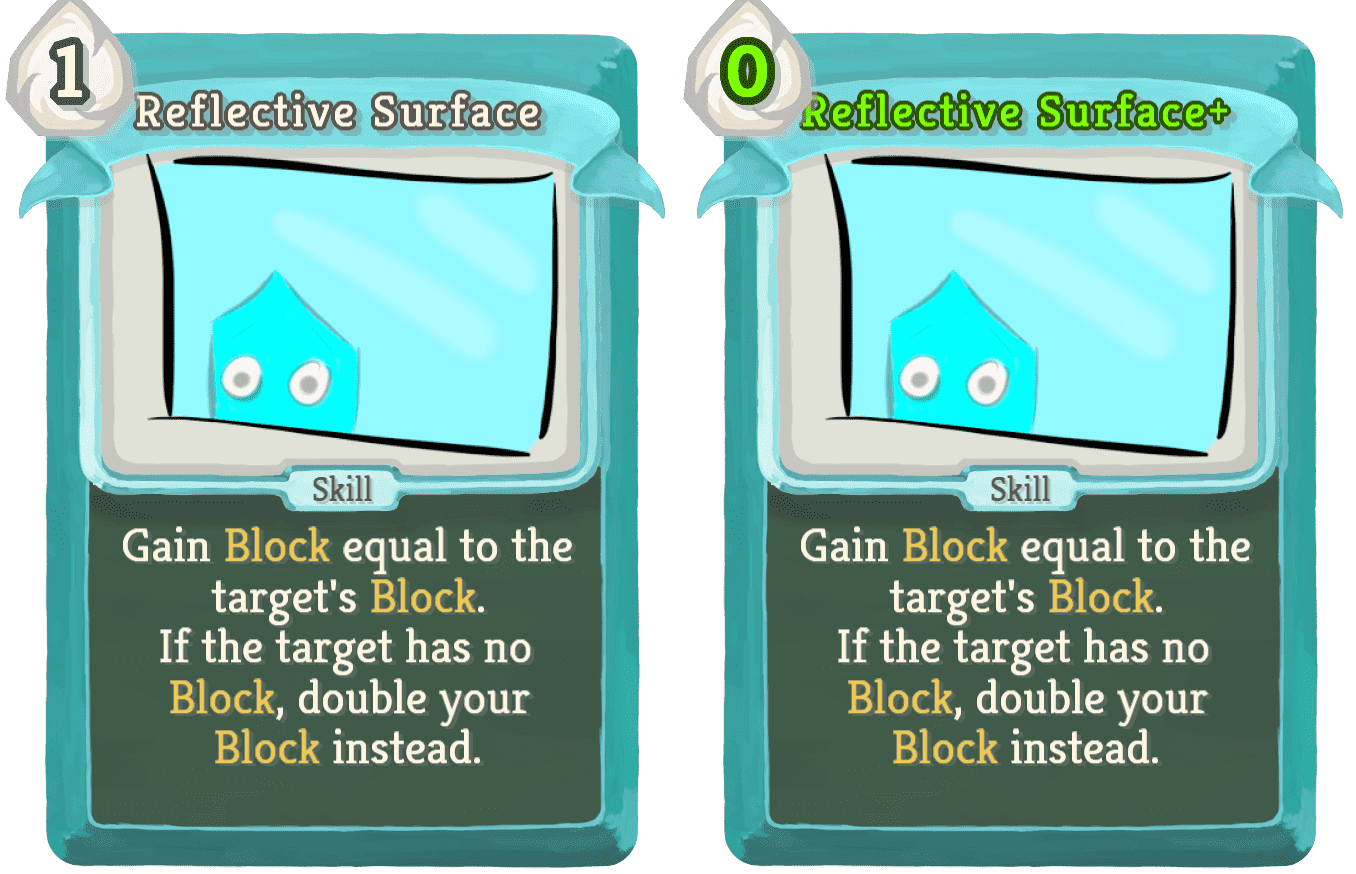 1
Reflective Surface
Skill
Gain Block equal to the
target's Block.
If the target has no
Block, double your
Block instead.
0
Reflective Surface+
Skill
Gain Block equal to the
target's Block.
If the target has no
Block, double your
Block instead.